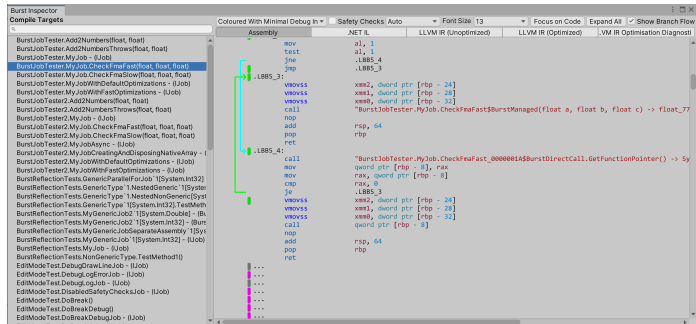 Burst Inspector
Compile Targets
Coloured With Minimal Debug In
Safety Checks Auto
Font Size 13
Focus on Code
Expand All
Show Branch Flow
Assembly
.NET IL
LLVM IR (Unoptimized)
LLVM IR (Optimized)
.VM IR Optimisation Diagnosti
BurstJobTester.Add2Numbers(float, float)
BurstJobTester.Add2NumbersThrows(float, float)
BurstJobTester.MyJob - (IJob)
BurstJobTester.MyJob.CheckFmaFast(float, float, float)
BurstJobTester.MyJob.CheckFmaSlow(float, float, float)
BurstJobTester.MyJobWithDefaultOptimizations - (IJob)
BurstJobTester.MyJobWithFastOptimizations - (IJob)
BurstJobTester2.Add2Numbers(float, float)
BurstJobTester2.Add2NumbersThrows(float, float)
BurstJobTester2.MyJob - (IJob)
BurstJobTester2.MyJob.CheckFmaFast(float, float, float)
BurstJobTester2.MyJob.CheckFmaSlow(float, float, float)
BurstJobTester2.MyJobAsync - (IJob)
BurstJobTester2.MyJobCreatingAndDisposingNativeArray - (
BurstJobTester2.MyJobWithDefaultOptimizations - (IJob)
BurstJobTester2.MyJobWithFastOptimizations - (IJob)
BurstReflectionTests.GenericParallelForJob`1[System.Int32]
BurstReflectionTests.GenericType`1.NestedGeneric`1[Syster
BurstReflectionTests.GenericType`1.NestedNonGeneric[Syst
BurstReflectionTests.GenericType`1[System.Int32].TestMeth
BurstReflectionTests.MyGenericJob`1[System.Double] - (Bu
BurstReflectionTests.MyGenericJob2`1[System.Int32] - (Burs
BurstReflectionTests.MyGenericJobSeparateAssembly`1[Sys
BurstReflectionTests.MyGenericJob`1[System.Int32] - (IJob)
BurstReflectionTests.MyJob - (IJob)
BurstReflectionTests.NonGenericType.TestMethod1()
EditModeTest.DebugDrawLineJob - (IJob)
EditModeTest.DebugLogErrorJob - (IJob)
EditModeTest.DebugLogJob - (IJob)
EditModeTest.DisabledSafetyChecksJob - (IJob)
EditModeTest.DoBreak()
EditModeTest.DoBreakDebug()
EditModeTest.DoBreakDebugJob - (IJob)
mov al, 1
test al, 1
jne .LBB5_4
jmp .LBB5_3
.LBB5_3:
vmovss xmm2, dword ptr [rbp - 24]
vmovss xmm1, dword ptr [rbp - 28]
vmovss xmm0, dword ptr [rbp - 32]
call "BurstJobTester.MyJob.CheckFmaFast$BurstManaged(float a, float b, float c) -> float_77
nop
add rsp, 64
pop rbp
ret
.LBB5_4:
call "BurstJobTester.MyJob.CheckFmaFast_0000001A$BurstDirectCall.GetFunctionPointer() -> Sy
mov qword ptr [rbp - 8], rax
mov rax, qword ptr [rbp - 8]
cmp rax, 0
je .LBB5_3
vmovss xmm2, dword ptr [rbp - 24]
vmovss xmm1, dword ptr [rbp - 28]
vmovss xmm0, dword ptr [rbp - 32]
call qword ptr [rbp - 8]
nop
add rsp, 64
pop rbp
ret
...
...
...
...
...
...